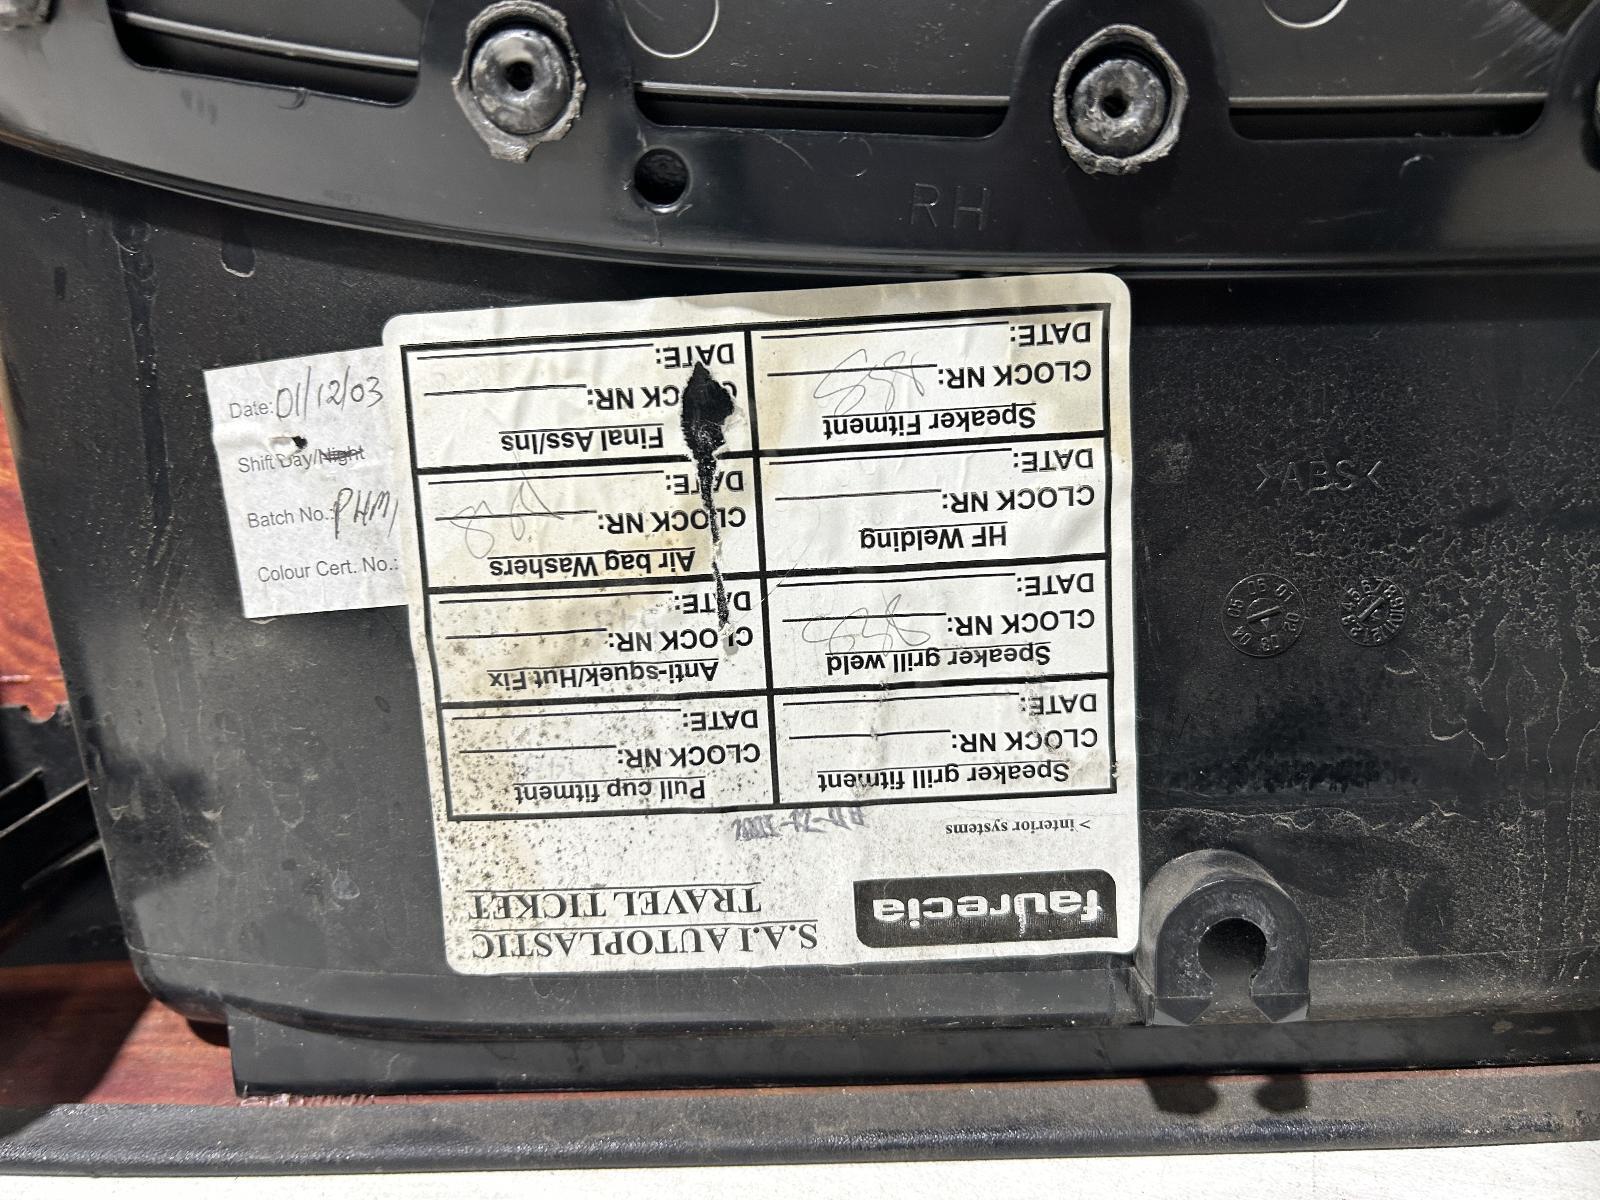 RH
Date: 01/12/03
Shift Day/Night
Batch No.: PHM1
Colour Cert. No.:
>ABS<
S.A.I AUTOPLASTIC
TRAVEL TICKET
faurecia
> interior systems
Speaker grill fitment
CLOCK NR:
DATE:
Pull cup fitment
CLOCK NR:
DATE:
Speaker grill weld
CLOCK NR:
DATE:
Anti-squek/Hut Fix
CLOCK NR:
DATE:
HF Welding
CLOCK NR:
DATE:
Air bag Washers
CLOCK NR:
DATE:
Speaker Fitment
CLOCK NR:
DATE:
Final Ass/Ins
CLOCK NR:
DATE: